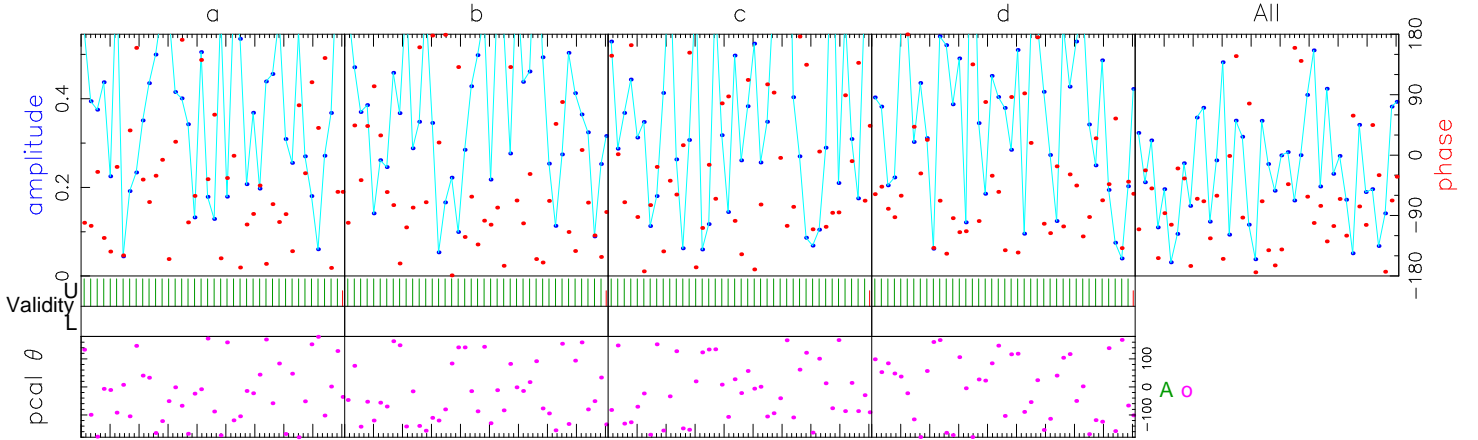 a b c d All
amplitude
0 0.2 0.4
180 90 0 -90 -180
phase
Validity
U
L
pcal θ
100 0 -100
A o